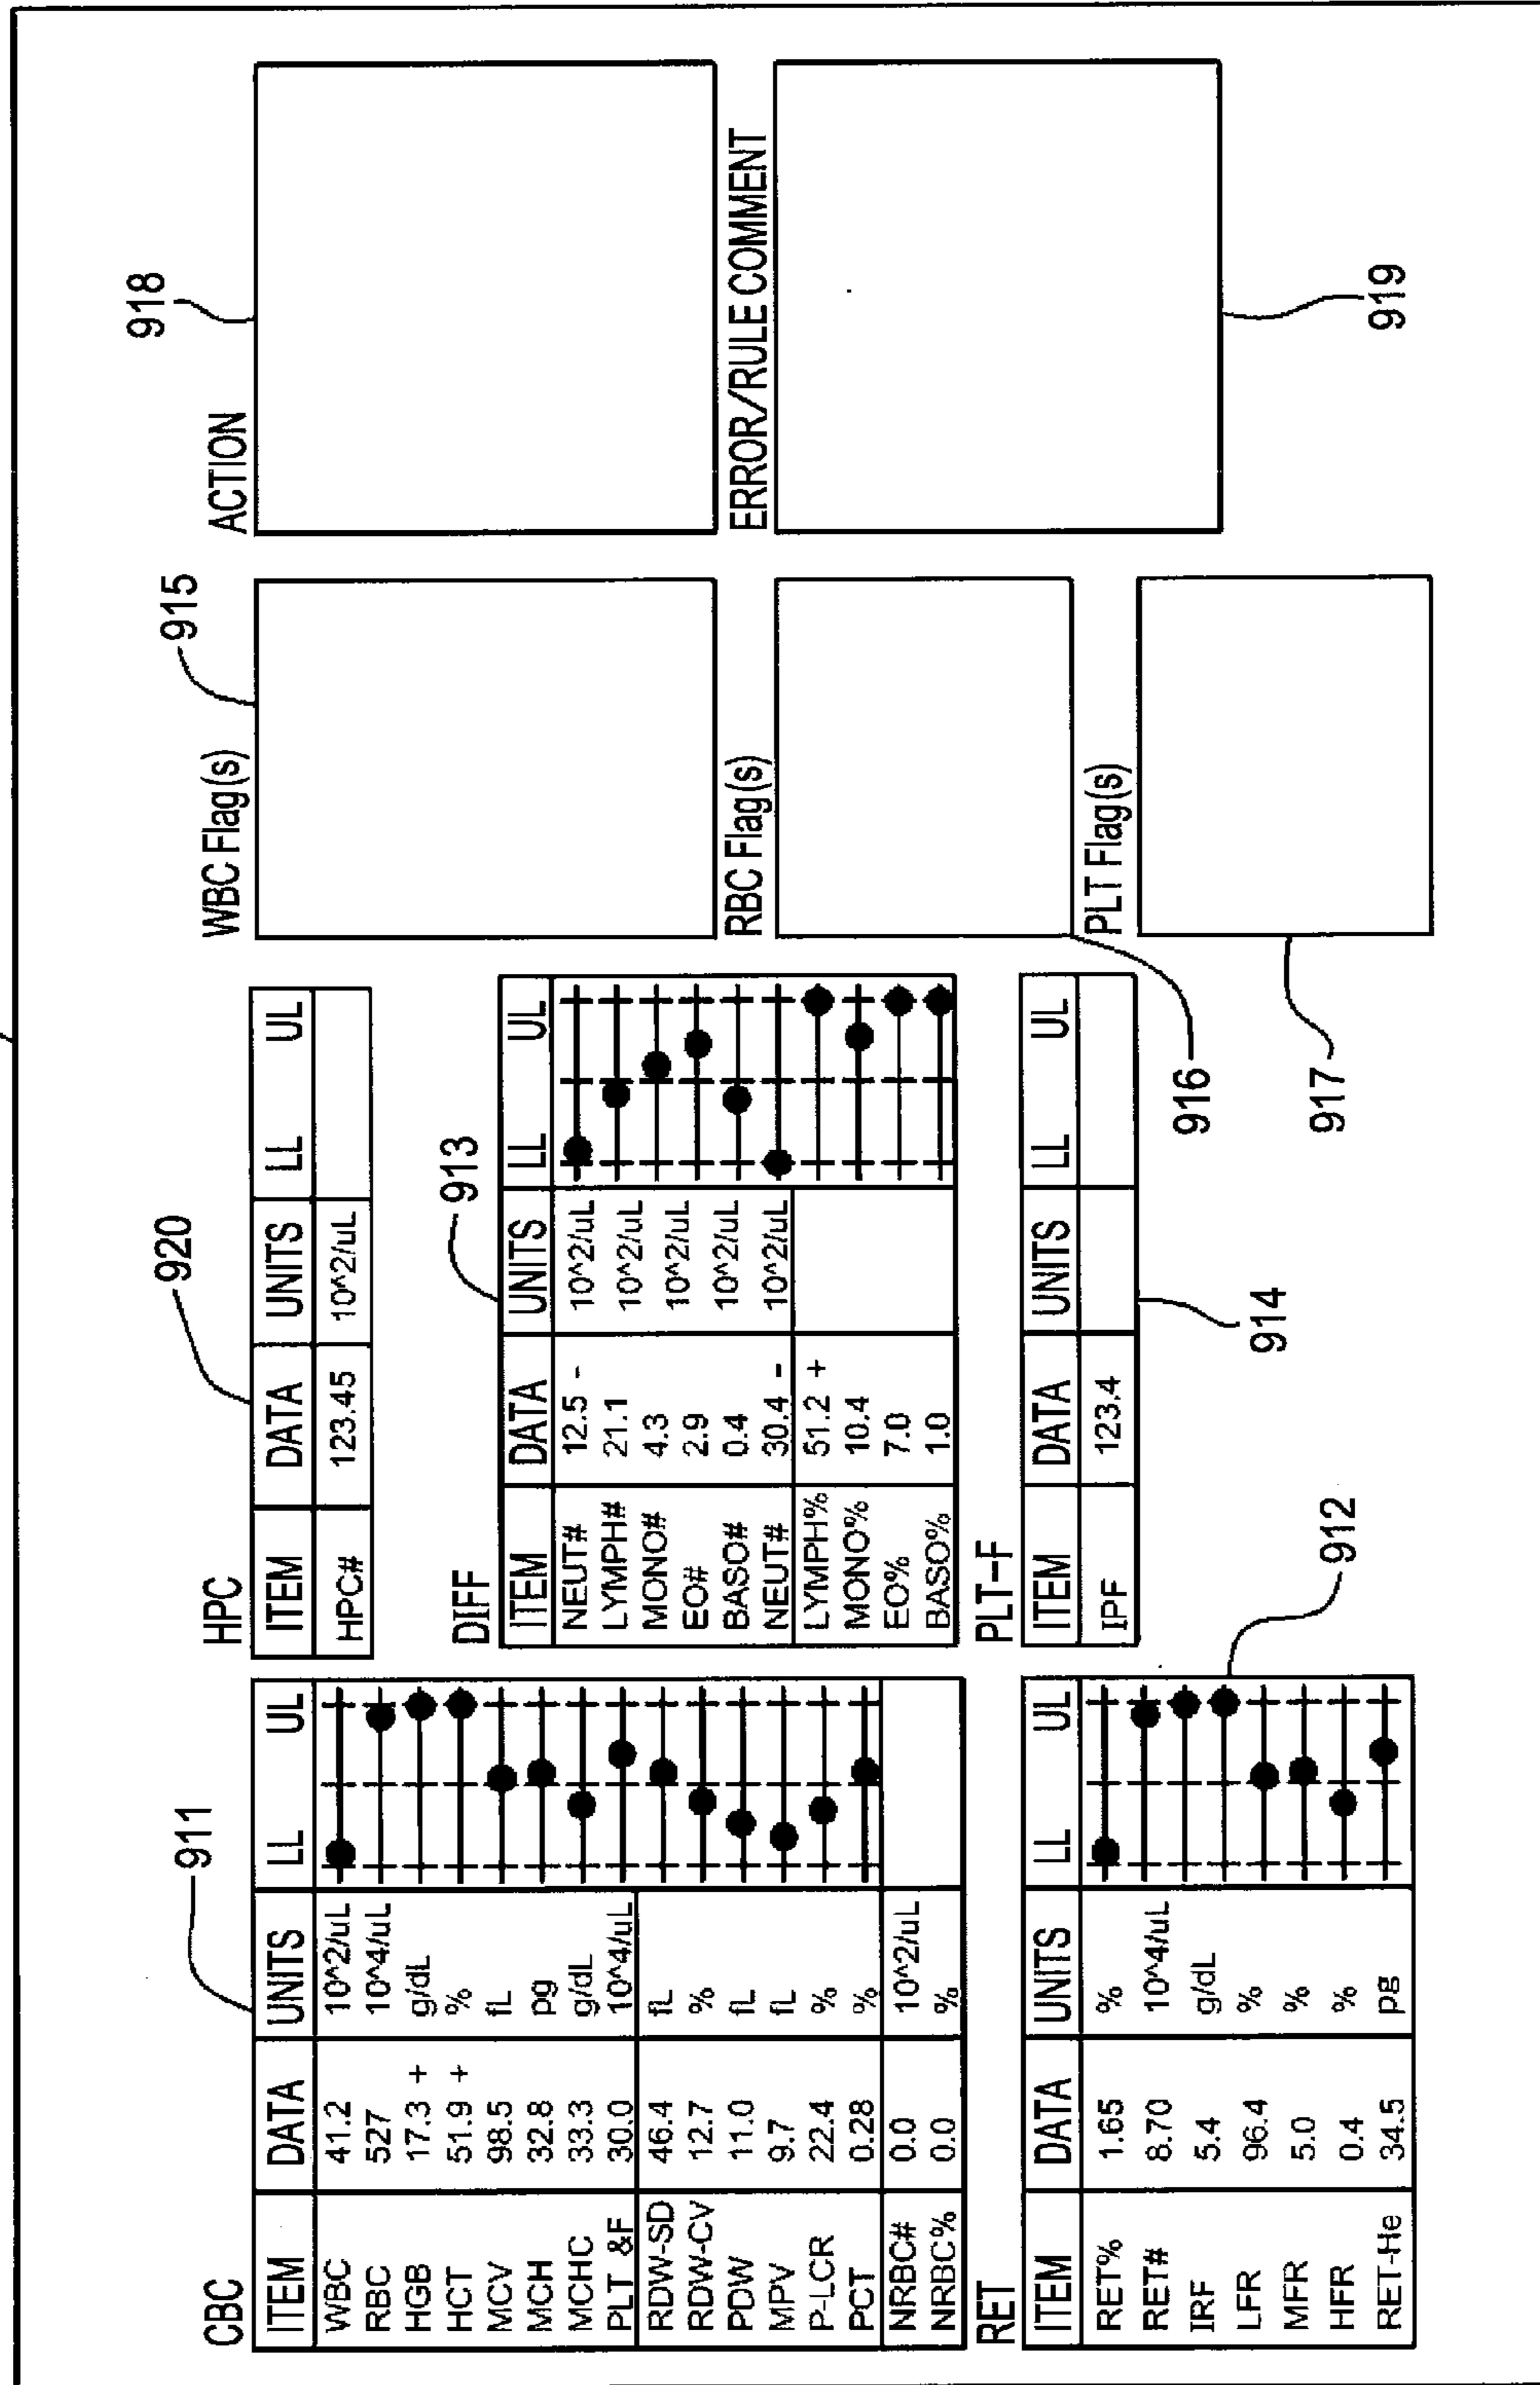 CBC
911
ITEM DATA UNITS LL UL
WBC 41.2 10^2/uL
RBC 527 10^4/uL
HGB 17.3 + g/dL
HCT 51.9 + %
MCV 98.5 fL
MCH 32.8 pg
MCHC 33.3 g/dL
PLT &F 30.0 10^4/uL
RDW-SD 46.4 fL
RDW-CV 12.7 %
PDW 11.0 fL
MPV 9.7 fL
P-LCR 22.4 %
PCT 0.28 %
NRBC# 0.0 10^2/uL
NRBC% 0.0 %
RET
ITEM DATA UNITS LL UL
RET% 1.65 %
RET# 8.70 10^4/uL
IRF 5.4 g/dL
LFR 96.4 %
MFR 5.0 %
HFR 0.4 %
RET-He 34.5 pg
912
HPC
920
ITEM DATA UNITS LL UL
HPC# 123.45 10^2/uL
DIFF
913
ITEM DATA UNITS LL UL
NEUT# 12.5 - 10^2/uL
LYMPH# 21.1 10^2/uL
MONO# 4.3 10^2/uL
EO# 2.9 10^2/uL
BASO# 0.4 10^2/uL
NEUT# 30.4 -
LYMPH% 51.2 +
MONO% 10.4
EO% 7.0
BASO% 1.0
PLT-F
ITEM DATA UNITS LL UL
IPF 123.4
914
WBC Flag(s)
915
RBC Flag(s)
916
PLT Flag(s)
917
ACTION
918
ERROR/RULE COMMENT
919